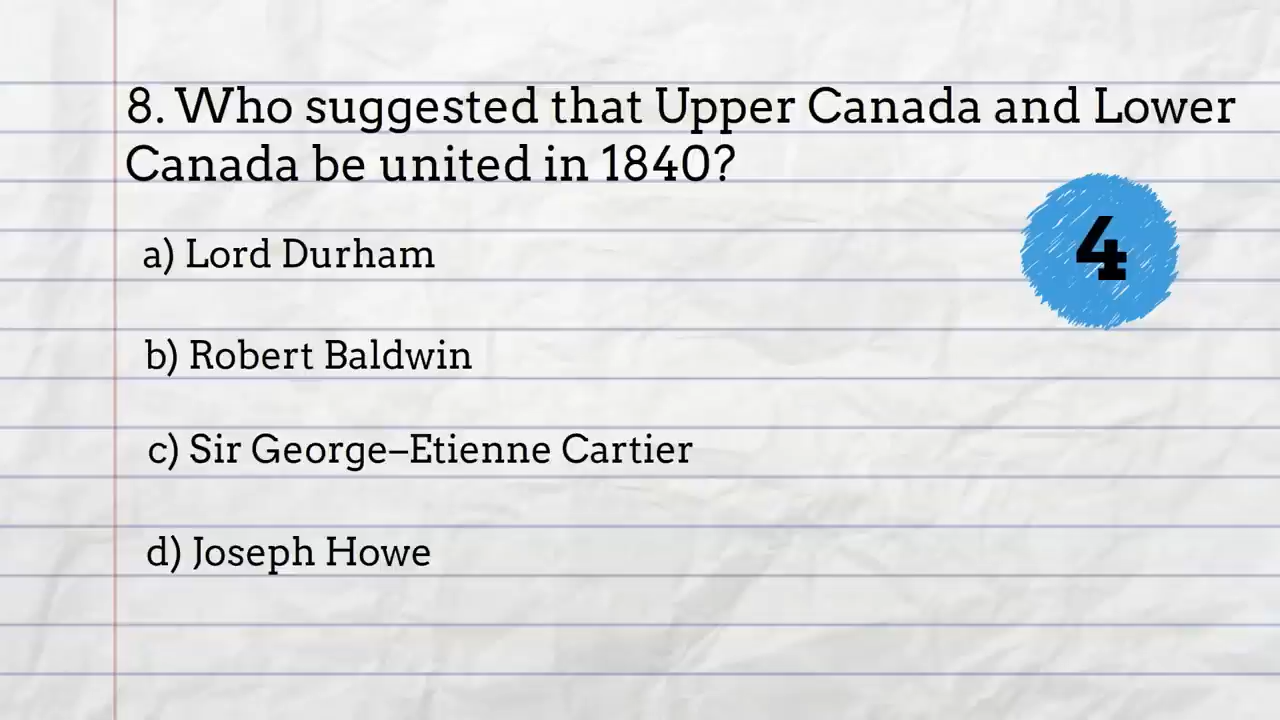 8. Who suggested that Upper Canada and Lower
Canada be united in 1840?
4
a) Lord Durham
b) Robert Baldwin
c) Sir George–Etienne Cartier
d) Joseph Howe